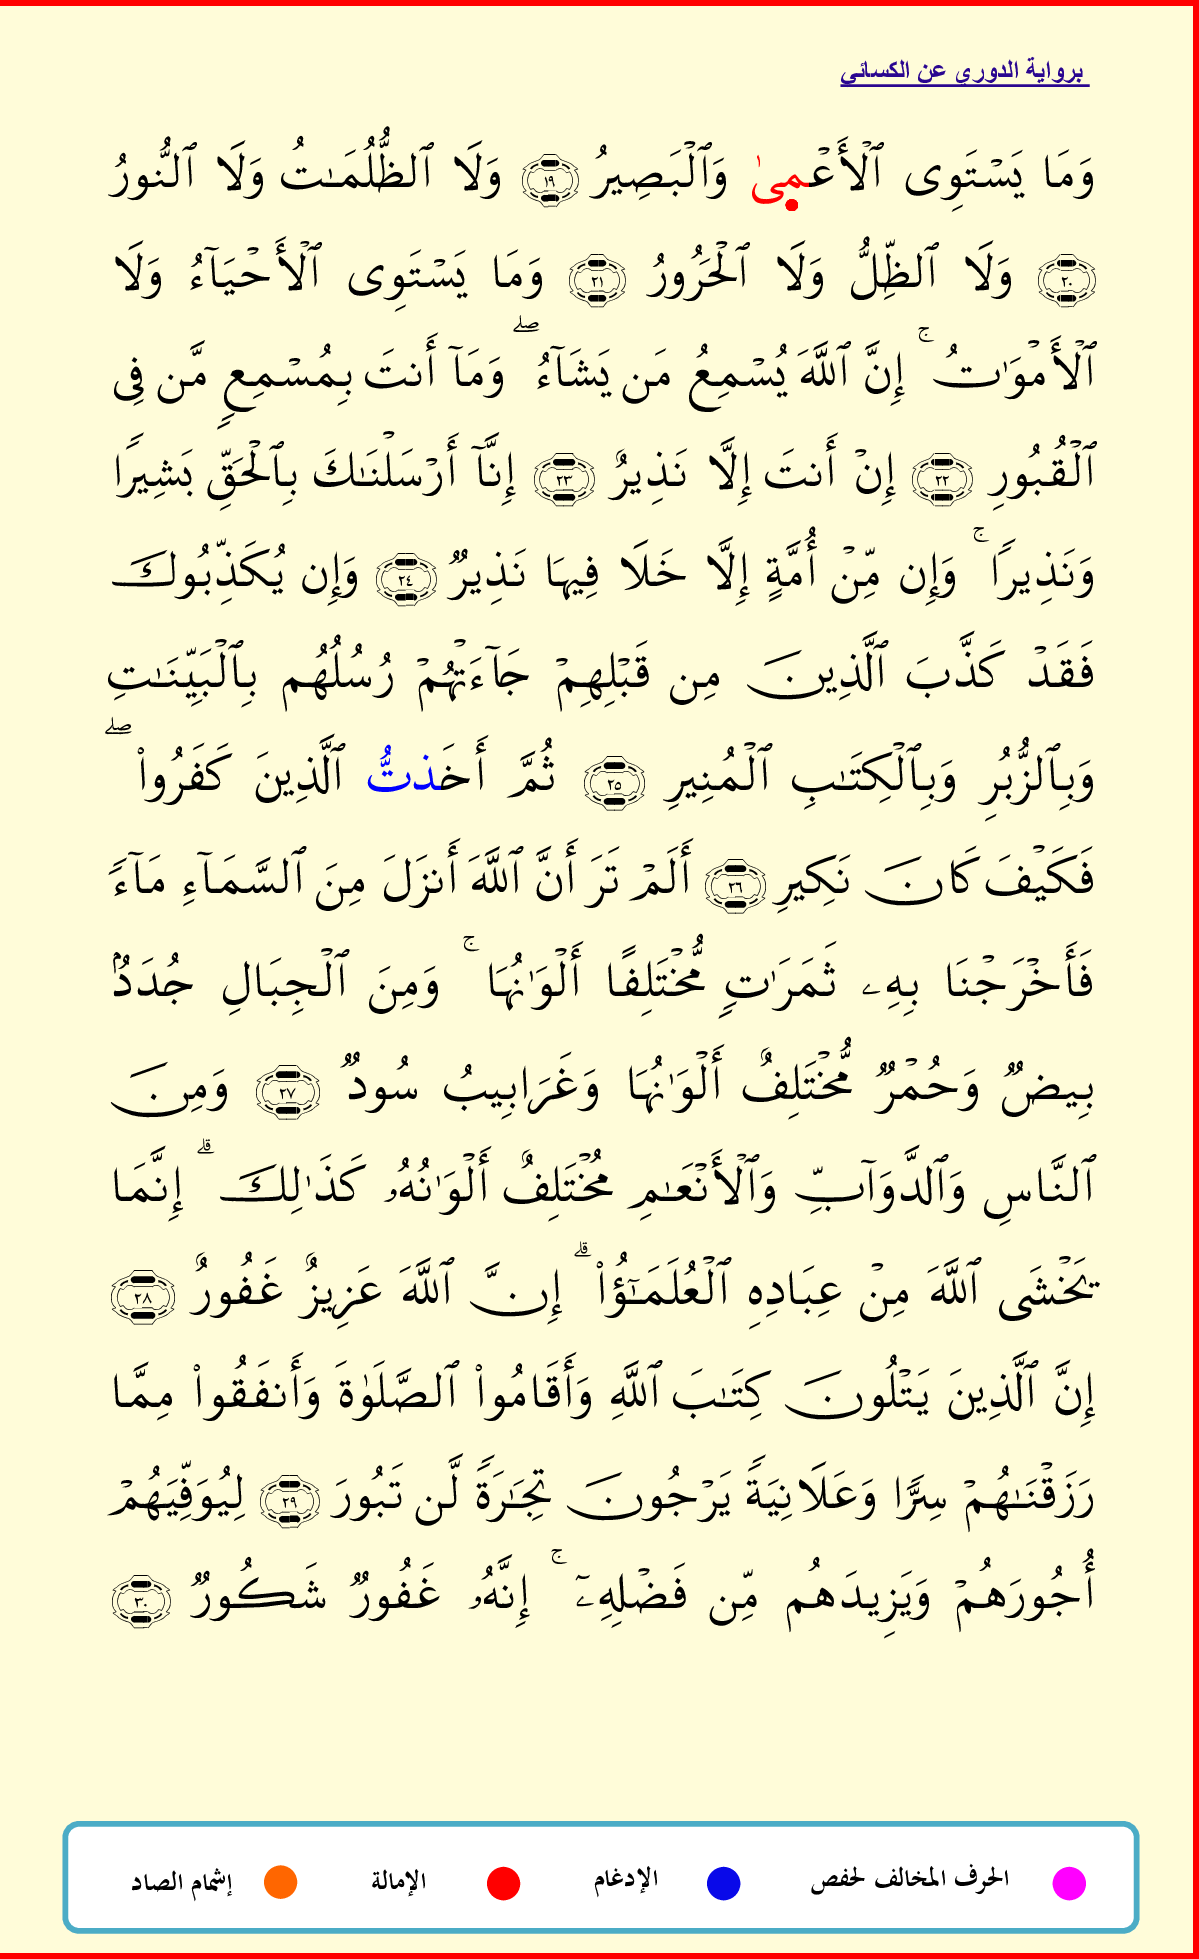 برواية الدوري عن الكسائي
وَمَا يَسْتَوِى ٱلْأَعْمِىٰ وَٱلْبَصِيرُ ١٩ وَلَا ٱلظُّلُمَـٰتُ وَلَا ٱلنُّورُ
٢٠ وَلَا ٱلظِّلُّ وَلَا ٱلْحَرُورُ ٢١ وَمَا يَسْتَوِى ٱلْأَحْيَآءُ وَلَا
ٱلْأَمْوَٰتُ ۚ إِنَّ ٱللَّهَ يُسْمِعُ مَن يَشَآءُ ۖ وَمَآ أَنتَ بِمُسْمِعٍ مَّن فِى
ٱلْقُبُورِ ٢٢ إِنْ أَنتَ إِلَّا نَذِيرٌ ٢٣ إِنَّآ أَرْسَلْنَـٰكَ بِٱلْحَقِّ بَشِيرًا
وَنَذِيرًا ۚ وَإِن مِّنْ أُمَّةٍ إِلَّا خَلَا فِيهَا نَذِيرٌ ٢٤ وَإِن يُكَذِّبُوكَ
فَقَدْ كَذَّبَ ٱلَّذِينَ مِن قَبْلِهِمْ جَآءَتْهُمْ رُسُلُهُم بِٱلْبَيِّنَـٰتِ
وَبِٱلزُّبُرِ وَبِٱلْكِتَـٰبِ ٱلْمُنِيرِ ٢٥ ثُمَّ أَخَذتُّ ٱلَّذِينَ كَفَرُوا۟ ۖ
فَكَيْفَ كَانَ نَكِيرِ ٣٦ أَلَمْ تَرَ أَنَّ ٱللَّهَ أَنزَلَ مِنَ ٱلسَّمَآءِ مَآءً
فَأَخْرَجْنَا بِهِۦ ثَمَرَٰتٍ مُّخْتَلِفًا أَلْوَٰنُهَا ۚ وَمِنَ ٱلْجِبَالِ جُدَدٌۢ
بِيضٌ وَحُمْرٌ مُّخْتَلِفٌ أَلْوَٰنُهَا وَغَرَابِيبُ سُودٌ ٢٧ وَمِنَ
ٱلنَّاسِ وَٱلدَّوَآبِّ وَٱلْأَنْعَـٰمِ مُخْتَلِفٌ أَلْوَٰنُهُۥ كَذَٰلِكَ ۗ إِنَّمَا
يَخْشَى ٱللَّهَ مِنْ عِبَادِهِ ٱلْعُلَمَـٰٓؤُا۟ ۗ إِنَّ ٱللَّهَ عَزِيزٌ غَفُورٌ ٢٨
إِنَّ ٱلَّذِينَ يَتْلُونَ كِتَـٰبَ ٱللَّهِ وَأَقَامُوا۟ ٱلصَّلَوٰةَ وَأَنفَقُوا۟ مِمَّا
رَزَقْنَـٰهُمْ سِرًّا وَعَلَانِيَةً يَرْجُونَ تِجَـٰرَةً لَّن تَبُورَ ٢٩ لِيُوَفِّيَهُمْ
أُجُورَهُمْ وَيَزِيدَهُم مِّن فَضْلِهِۦٓ ۚ إِنَّهُۥ غَفُورٌ شَكُورٌ ٣٠
الحرف المخالف لحفص الإدغام الإمالة إشمام الصاد